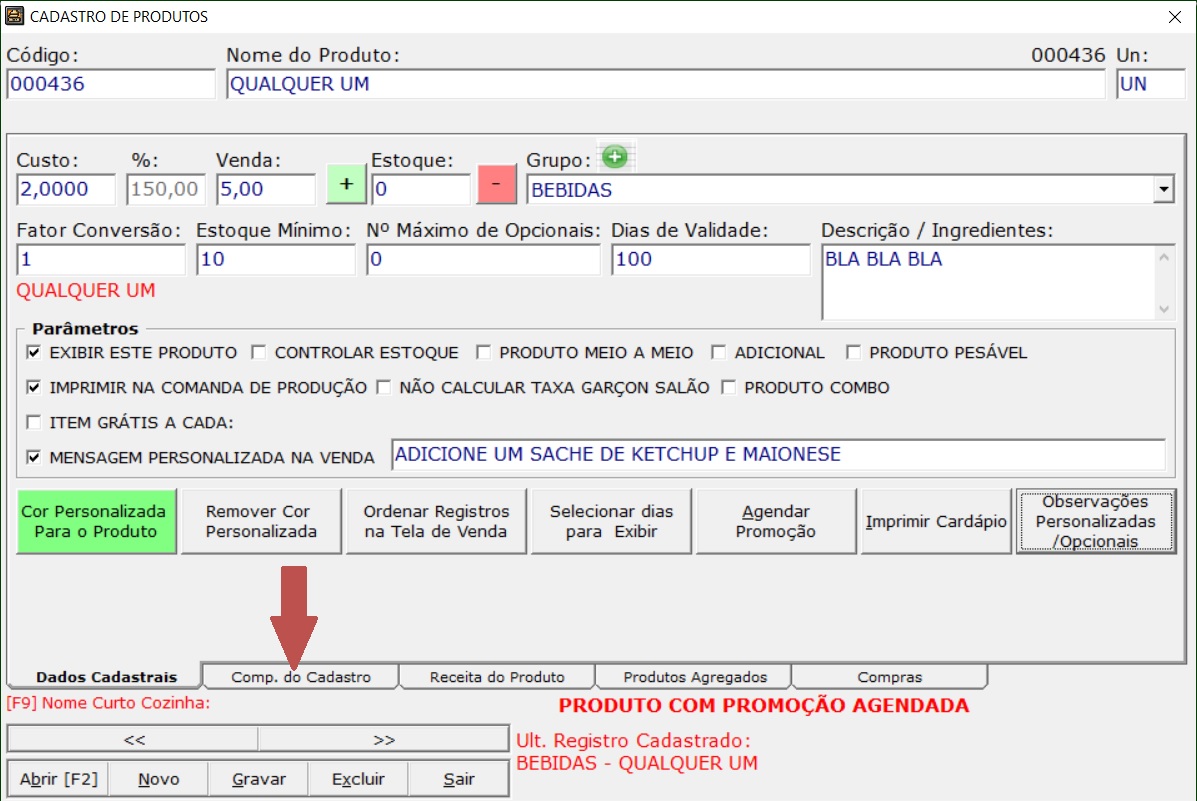 CADASTRO DE PRODUTOS
Código: Nome do Produto: 000436 Un:
000436 QUALQUER UM UN
Custo: %: Venda: + Estoque: - Grupo:
2,0000 150,00 5,00 0 BEBIDAS
Fator Conversão: Estoque Mínimo: Nº Máximo de Opcionais: Dias de Validade: Descrição / Ingredientes:
1 10 0 100 BLA BLA BLA
QUALQUER UM
Parâmetros
EXIBIR ESTE PRODUTO CONTROLAR ESTOQUE PRODUTO MEIO A MEIO ADICIONAL PRODUTO PESÁVEL
IMPRIMIR NA COMANDA DE PRODUÇÃO NÃO CALCULAR TAXA GARÇON SALÃO PRODUTO COMBO
ITEM GRÁTIS A CADA:
MENSAGEM PERSONALIZADA NA VENDA ADICIONE UM SACHE DE KETCHUP E MAIONESE
Cor Personalizada
Para o Produto
Remover Cor
Personalizada
Ordenar Registros
na Tela de Venda
Selecionar dias
para Exibir
Agendar
Promoção
Imprimir Cardápio
Observações
Personalizadas
/Opcionais
Dados Cadastrais Comp. do Cadastro Receita do Produto Produtos Agregados Compras
[F9] Nome Curto Cozinha: PRODUTO COM PROMOÇÃO AGENDADA
<< >> Ult. Registro Cadastrado:
BEBIDAS - QUALQUER UM
Abrir [F2] Novo Gravar Excluir Sair